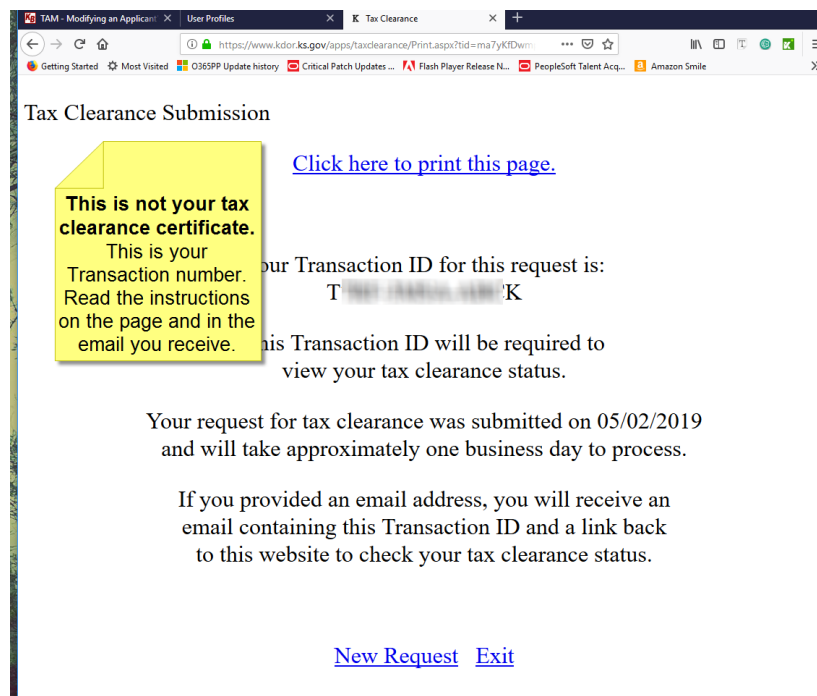 TAM - Modifying an Applicant
User Profiles
K Tax Clearance
https://www.kdor.ks.gov/apps/taxclearance/Print.aspx?tid=ma7yKfDwm
Getting Started Most Visited O365PP Update history Critical Patch Updates ... Flash Player Release N... PeopleSoft Talent Acq... Amazon Smile
Tax Clearance Submission
Click here to print this page.
This is not your tax
clearance certificate.
This is your
Transaction number.
Read the instructions
on the page and in the
email you receive.
our Transaction ID for this request is:
T K
his Transaction ID will be required to
view your tax clearance status.
Your request for tax clearance was submitted on 05/02/2019
and will take approximately one business day to process.
If you provided an email address, you will receive an
email containing this Transaction ID and a link back
to this website to check your tax clearance status.
New Request Exit